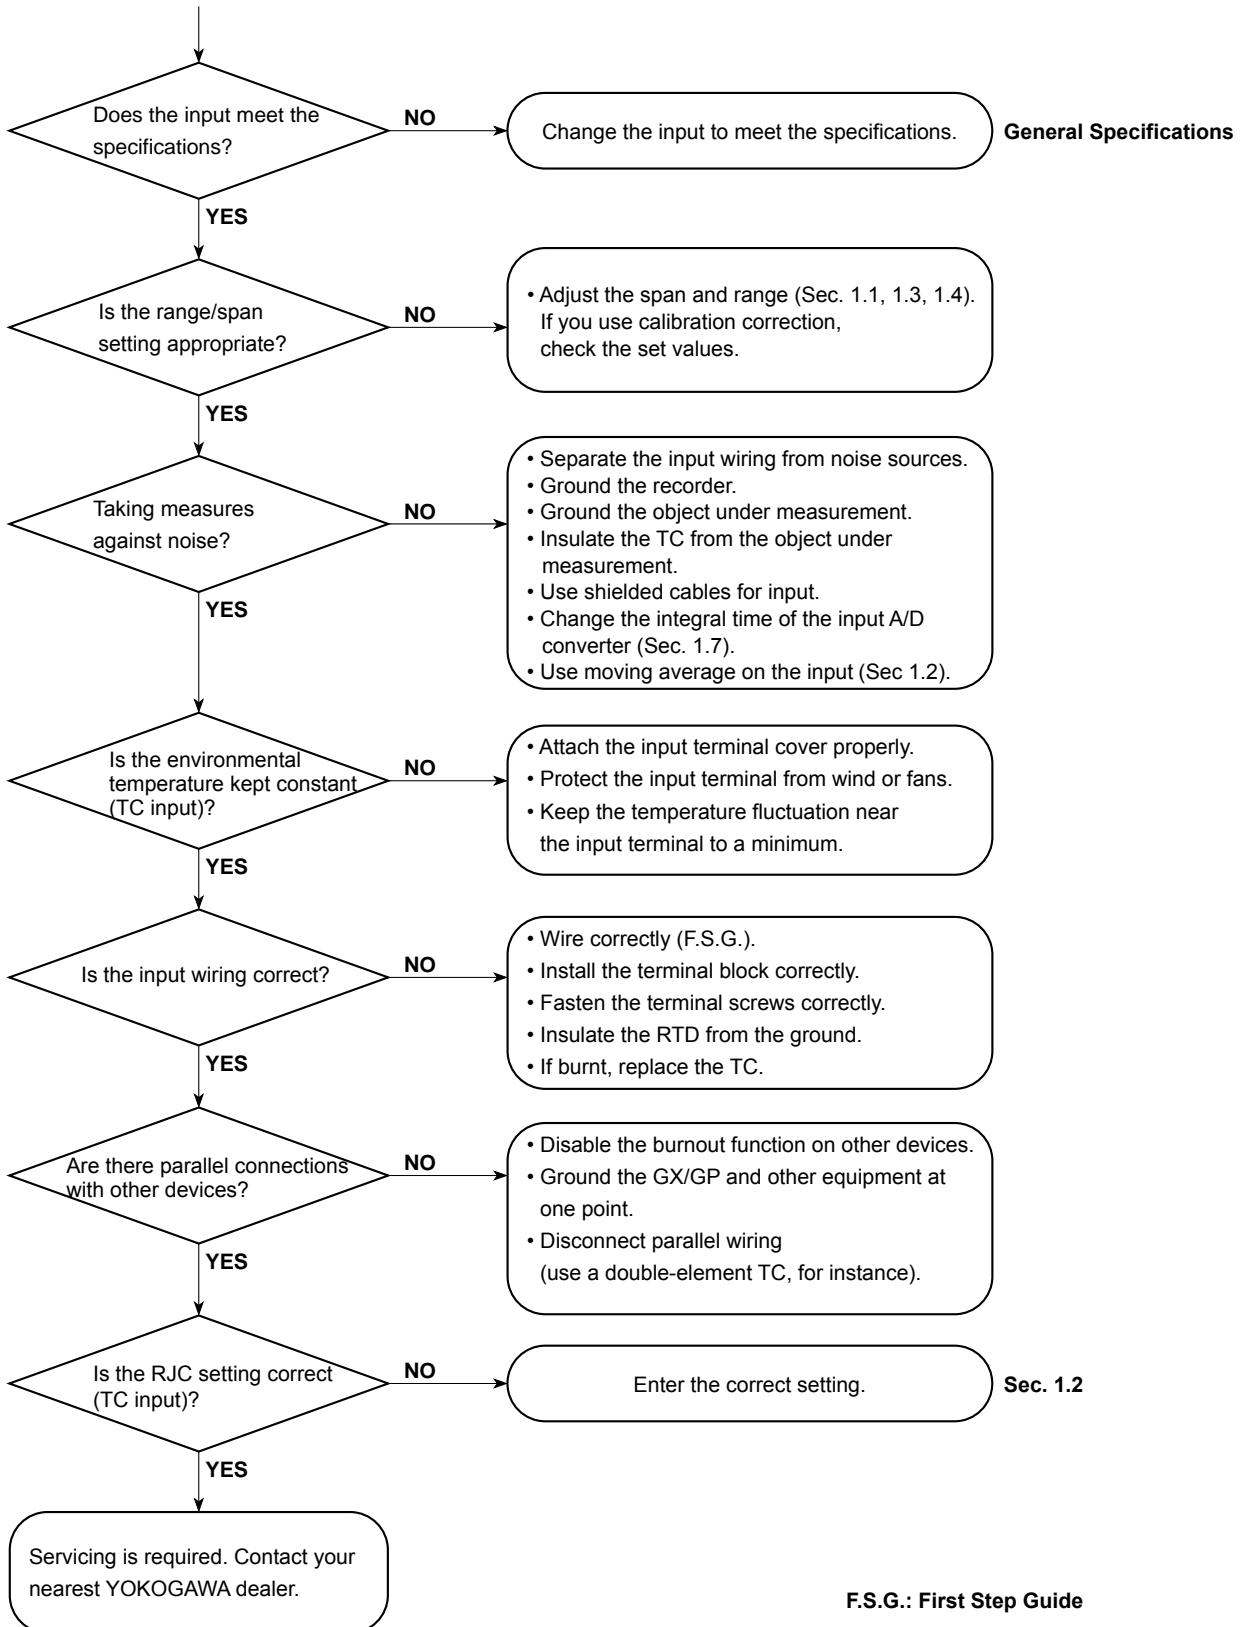 Does the input meet the
specifications?
NO
Change the input to meet the specifications.
General Specifications
YES
Is the range/span
setting appropriate?
NO
• Adjust the span and range (Sec. 1.1, 1.3, 1.4).
If you use calibration correction,
check the set values.
YES
Taking measures
against noise?
NO
• Separate the input wiring from noise sources.
• Ground the recorder.
• Ground the object under measurement.
• Insulate the TC from the object under
measurement.
• Use shielded cables for input.
• Change the integral time of the input A/D
converter (Sec. 1.7).
• Use moving average on the input (Sec 1.2).
YES
Is the environmental
temperature kept constant
(TC input)?
NO
• Attach the input terminal cover properly.
• Protect the input terminal from wind or fans.
• Keep the temperature fluctuation near
the input terminal to a minimum.
YES
Is the input wiring correct?
NO
• Wire correctly (F.S.G.).
• Install the terminal block correctly.
• Fasten the terminal screws correctly.
• Insulate the RTD from the ground.
• If burnt, replace the TC.
YES
Are there parallel connections
with other devices?
NO
• Disable the burnout function on other devices.
• Ground the GX/GP and other equipment at
one point.
• Disconnect parallel wiring
(use a double-element TC, for instance).
YES
Is the RJC setting correct
(TC input)?
NO
Enter the correct setting.
Sec. 1.2
YES
Servicing is required. Contact your
nearest YOKOGAWA dealer.
F.S.G.: First Step Guide